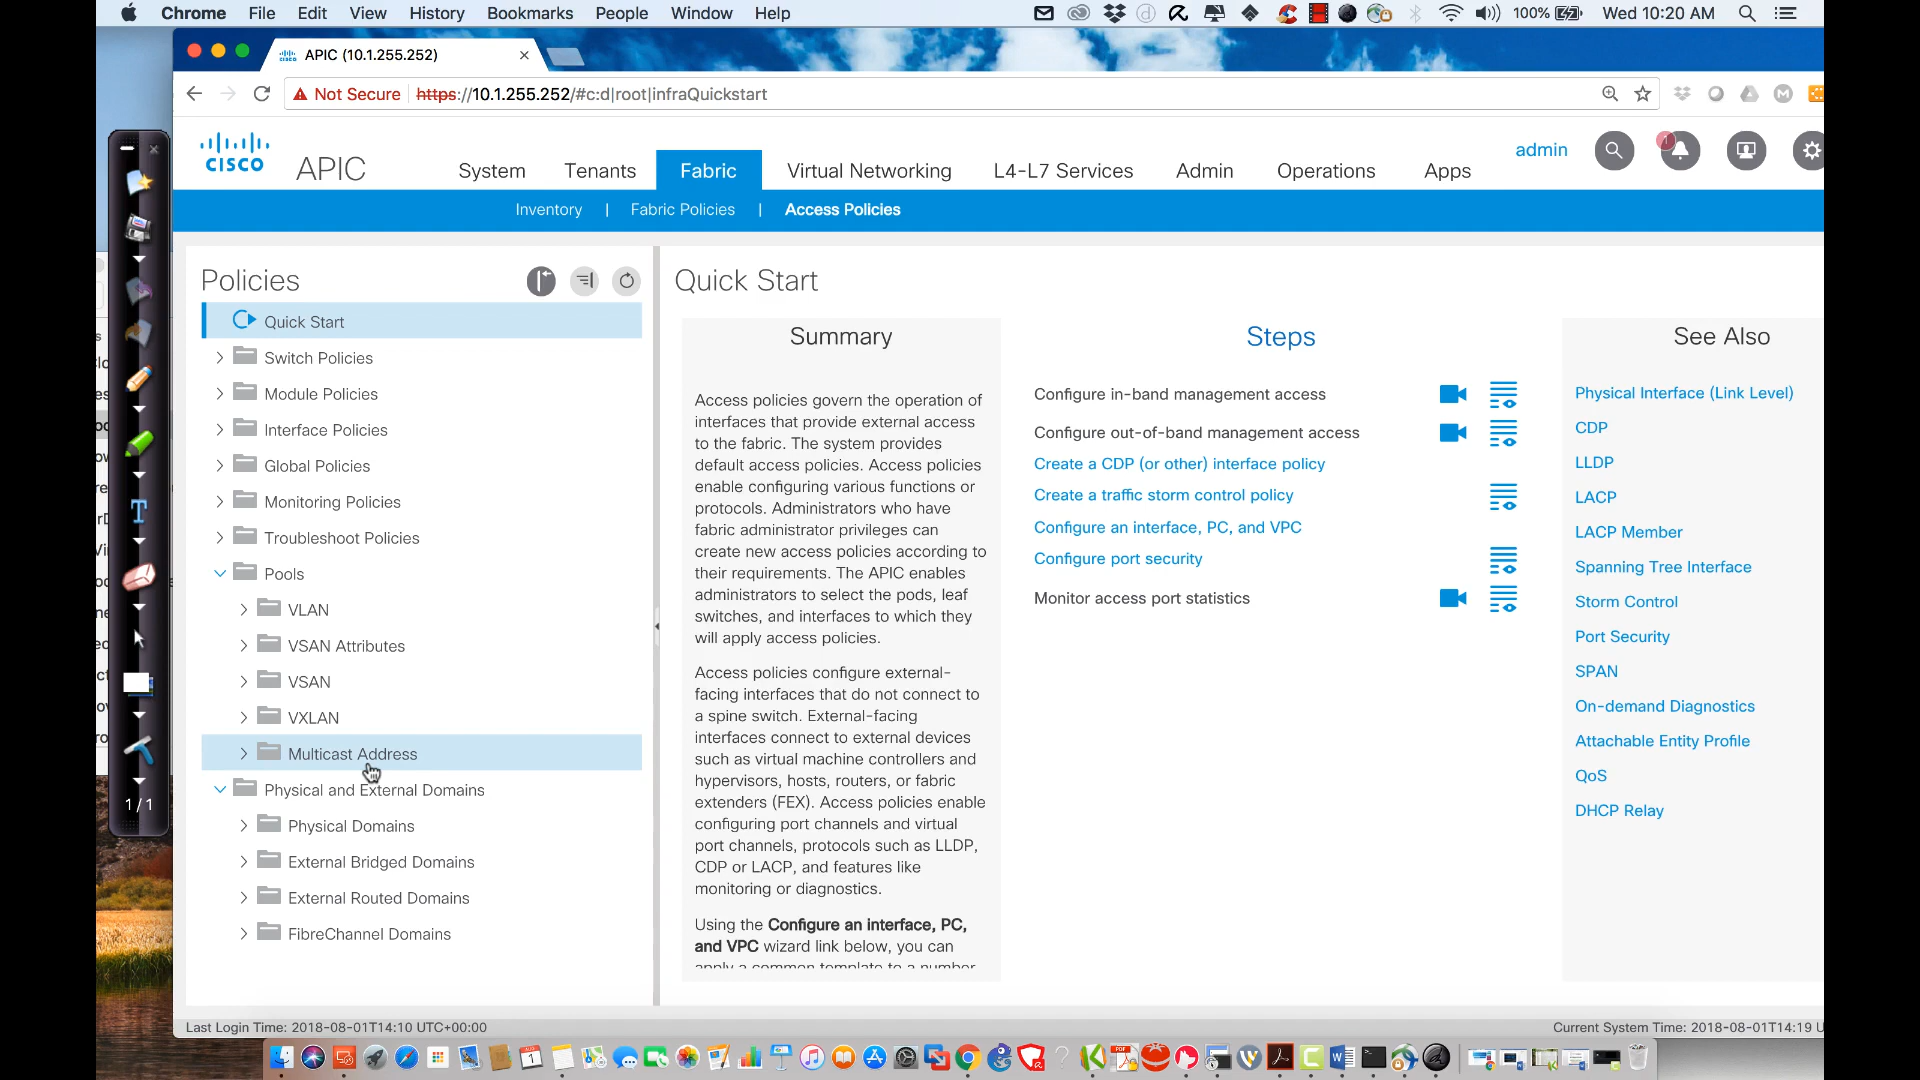 Chrome File Edit View History Bookmarks People Window Help 100% Wed 10:20 AM
APIC (10.1.255.252)
Not Secure https://10.1.255.252/#c:d|root|infraQuickstart
CISCO APIC
System Tenants Fabric Virtual Networking L4-L7 Services Admin Operations Apps
admin
Inventory | Fabric Policies | Access Policies
Policies
Quick Start
Switch Policies
Module Policies
Interface Policies
Global Policies
Monitoring Policies
Troubleshoot Policies
Pools
VLAN
VSAN Attributes
VSAN
VXLAN
Multicast Address
Physical and External Domains
Physical Domains
External Bridged Domains
External Routed Domains
FibreChannel Domains
Quick Start
Summary
Access policies govern the operation of
interfaces that provide external access
to the fabric. The system provides
default access policies. Access policies
enable configuring various functions or
protocols. Administrators who have
fabric administrator privileges can
create new access policies according to
their requirements. The APIC enables
administrators to select the pods, leaf
switches, and interfaces to which they
will apply access policies.
Access policies configure external-
facing interfaces that do not connect to
a spine switch. External-facing
interfaces connect to external devices
such as virtual machine controllers and
hypervisors, hosts, routers, or fabric
extenders (FEX). Access policies enable
configuring port channels and virtual
port channels, protocols such as LLDP,
CDP or LACP, and features like
monitoring or diagnostics.
Using the Configure an interface, PC,
and VPC wizard link below, you can
apply a common template to a number
Steps
Configure in-band management access
Configure out-of-band management access
Create a CDP (or other) interface policy
Create a traffic storm control policy
Configure an interface, PC, and VPC
Configure port security
Monitor access port statistics
See Also
Physical Interface (Link Level)
CDP
LLDP
LACP
LACP Member
Spanning Tree Interface
Storm Control
Port Security
SPAN
On-demand Diagnostics
Attachable Entity Profile
QoS
DHCP Relay
1/1
Last Login Time: 2018-08-01T14:10 UTC+00:00
Current System Time: 2018-08-01T14:19 U